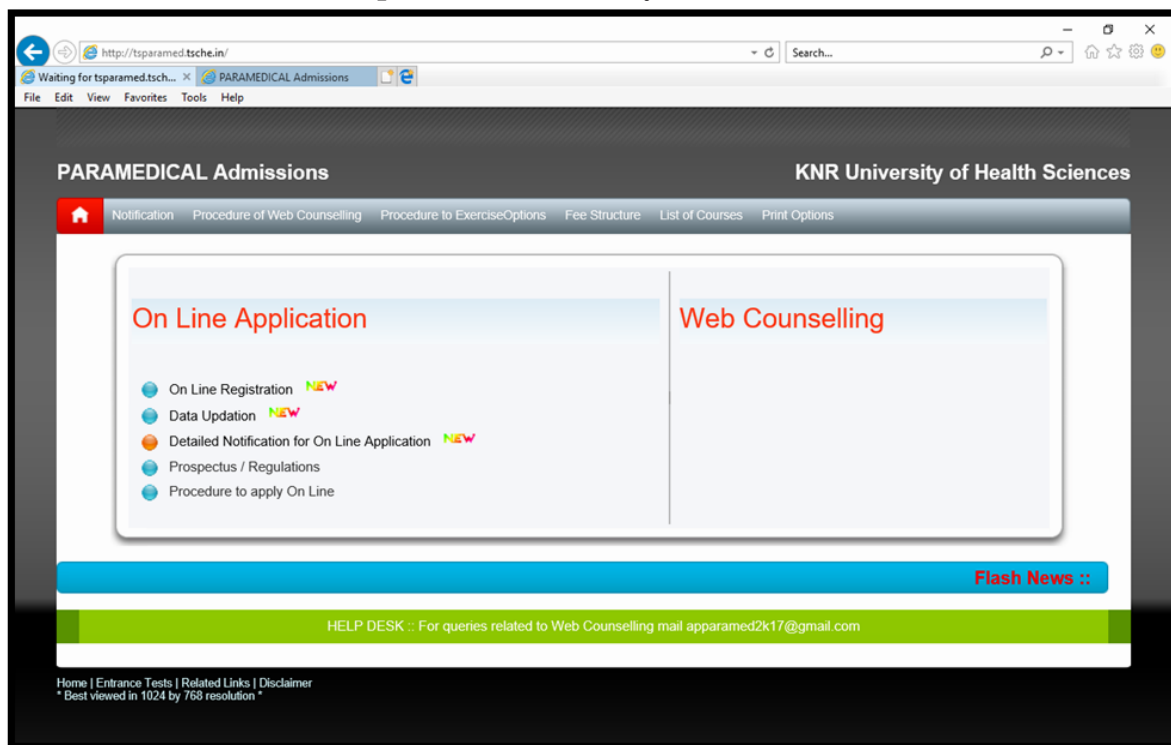 http://tsparamed.tsche.in/
Search...
Waiting for tsparamed.tsch...
PARAMEDICAL Admissions
File Edit View Favorites Tools Help
PARAMEDICAL Admissions
KNR University of Health Sciences
Notification Procedure of Web Counselling Procedure to ExerciseOptions Fee Structure List of Courses Print Options
On Line Application
On Line Registration NEW
Data Updation NEW
Detailed Notification for On Line Application NEW
Prospectus / Regulations
Procedure to apply On Line
Web Counselling
Flash News ::
HELP DESK :: For queries related to Web Counselling mail apparamed2k17@gmail.com
Home | Entrance Tests | Related Links | Disclaimer
* Best viewed in 1024 by 768 resolution *